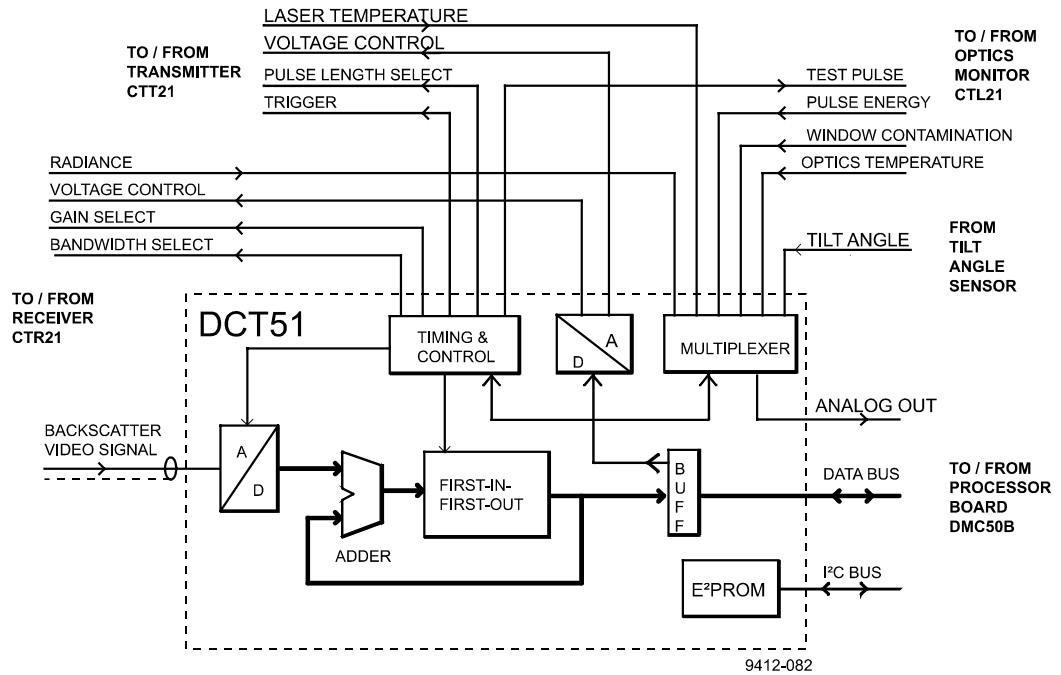 LASER TEMPERATURE
VOLTAGE CONTROL
PULSE LENGTH SELECT
TRIGGER
TO / FROM
TRANSMITTER
CTT21
TO / FROM
OPTICS
MONITOR
CTL21
TEST PULSE
PULSE ENERGY
WINDOW CONTAMINATION
OPTICS TEMPERATURE
RADIANCE
VOLTAGE CONTROL
GAIN SELECT
BANDWIDTH SELECT
TILT ANGLE
FROM
TILT
ANGLE
SENSOR
TO / FROM
RECEIVER
CTR21
DCT51
TIMING &
CONTROL
A
D
MULTIPLEXER
ANALOG OUT
BACKSCATTER
VIDEO SIGNAL
A
D
ADDER
FIRST-IN-
FIRST-OUT
B
U
F
F
DATA BUS
TO / FROM
PROCESSOR
BOARD
DMC50B
E²PROM
I²C BUS
9412-082